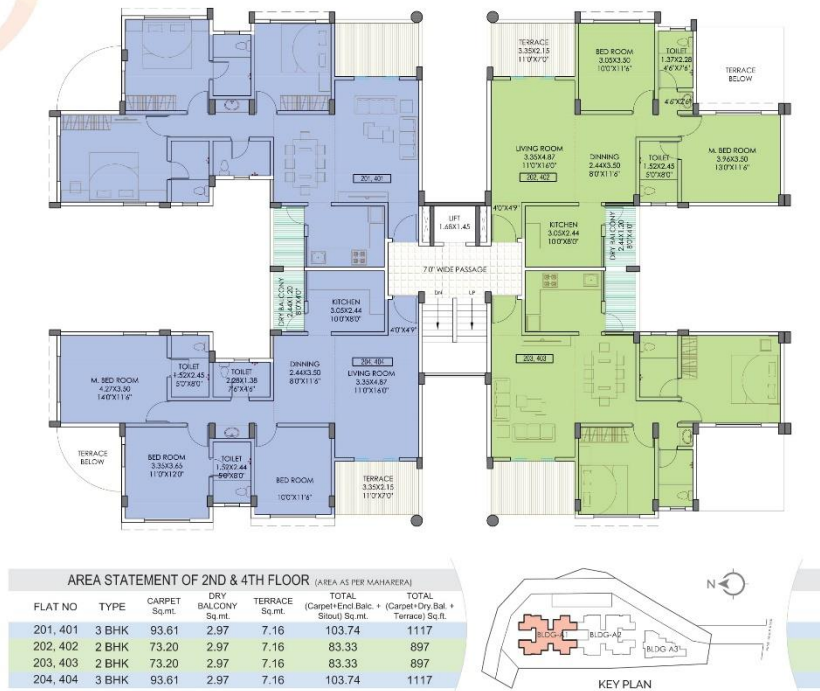 TERRACE
3.35X2.15
11'0"X7'0"
BED ROOM
3.05X3.50
10'0"X11'6"
TOILET
1.37X2.28
4'6"X7'6"
TERRACE
BELOW
4'6"X2'6"
LIVING ROOM
3.35X4.87
11'0"X16'0"
202, 402
DINNING
2.44X3.50
8'0"X11'6"
TOILET
1.52X2.45
5'0"X8'0"
M. BED ROOM
3.96X3.50
13'0"X11'6"
201, 401
4'0"X4'9"
KITCHEN
3.05X2.44
10'0"X8'0"
DRY BALCONY
2.44X1.20
8'0"X4'0"
LIFT
1.68X1.45
7'0" WIDE PASSAGE
DN
UP
DRY BALCONY
2.44X1.20
8'0"X4'0"
KITCHEN
3.05X2.44
10'0"X8'0"
4'0"X4'9"
204, 404
203, 403
M. BED ROOM
4.27X3.50
14'0"X11'6"
TOILET
1.52X2.45
5'0"X8'0"
TOILET
2.28X1.38
7'6"X4'6"
DINNING
2.44X3.50
8'0"X11'6"
LIVING ROOM
3.35X4.87
11'0"X16'0"
TERRACE
BELOW
BED ROOM
3.35X3.65
11'0"X12'0"
TOILET
1.52X2.44
5'0"X8'0"
BED ROOM
10'0"X11'6"
TERRACE
3.35X2.15
11'0"X7'0"
AREA STATEMENT OF 2ND & 4TH FLOOR (AREA AS PER MAHARERA)
FLAT NO TYPE CARPET Sq.mt. DRY BALCONY Sq.mt. TERRACE Sq.mt. TOTAL (Carpet+Encl.Balc. + Sitout) Sq.mt. TOTAL (Carpet+Dry.Bal. + Terrace) Sq.ft.
201, 401 3 BHK 93.61 2.97 7.16 103.74 1117
202, 402 2 BHK 73.20 2.97 7.16 83.33 897
203, 403 2 BHK 73.20 2.97 7.16 83.33 897
204, 404 3 BHK 93.61 2.97 7.16 103.74 1117
N
BLDG-A1
BLDG-A2
BLDG A3
KEY PLAN